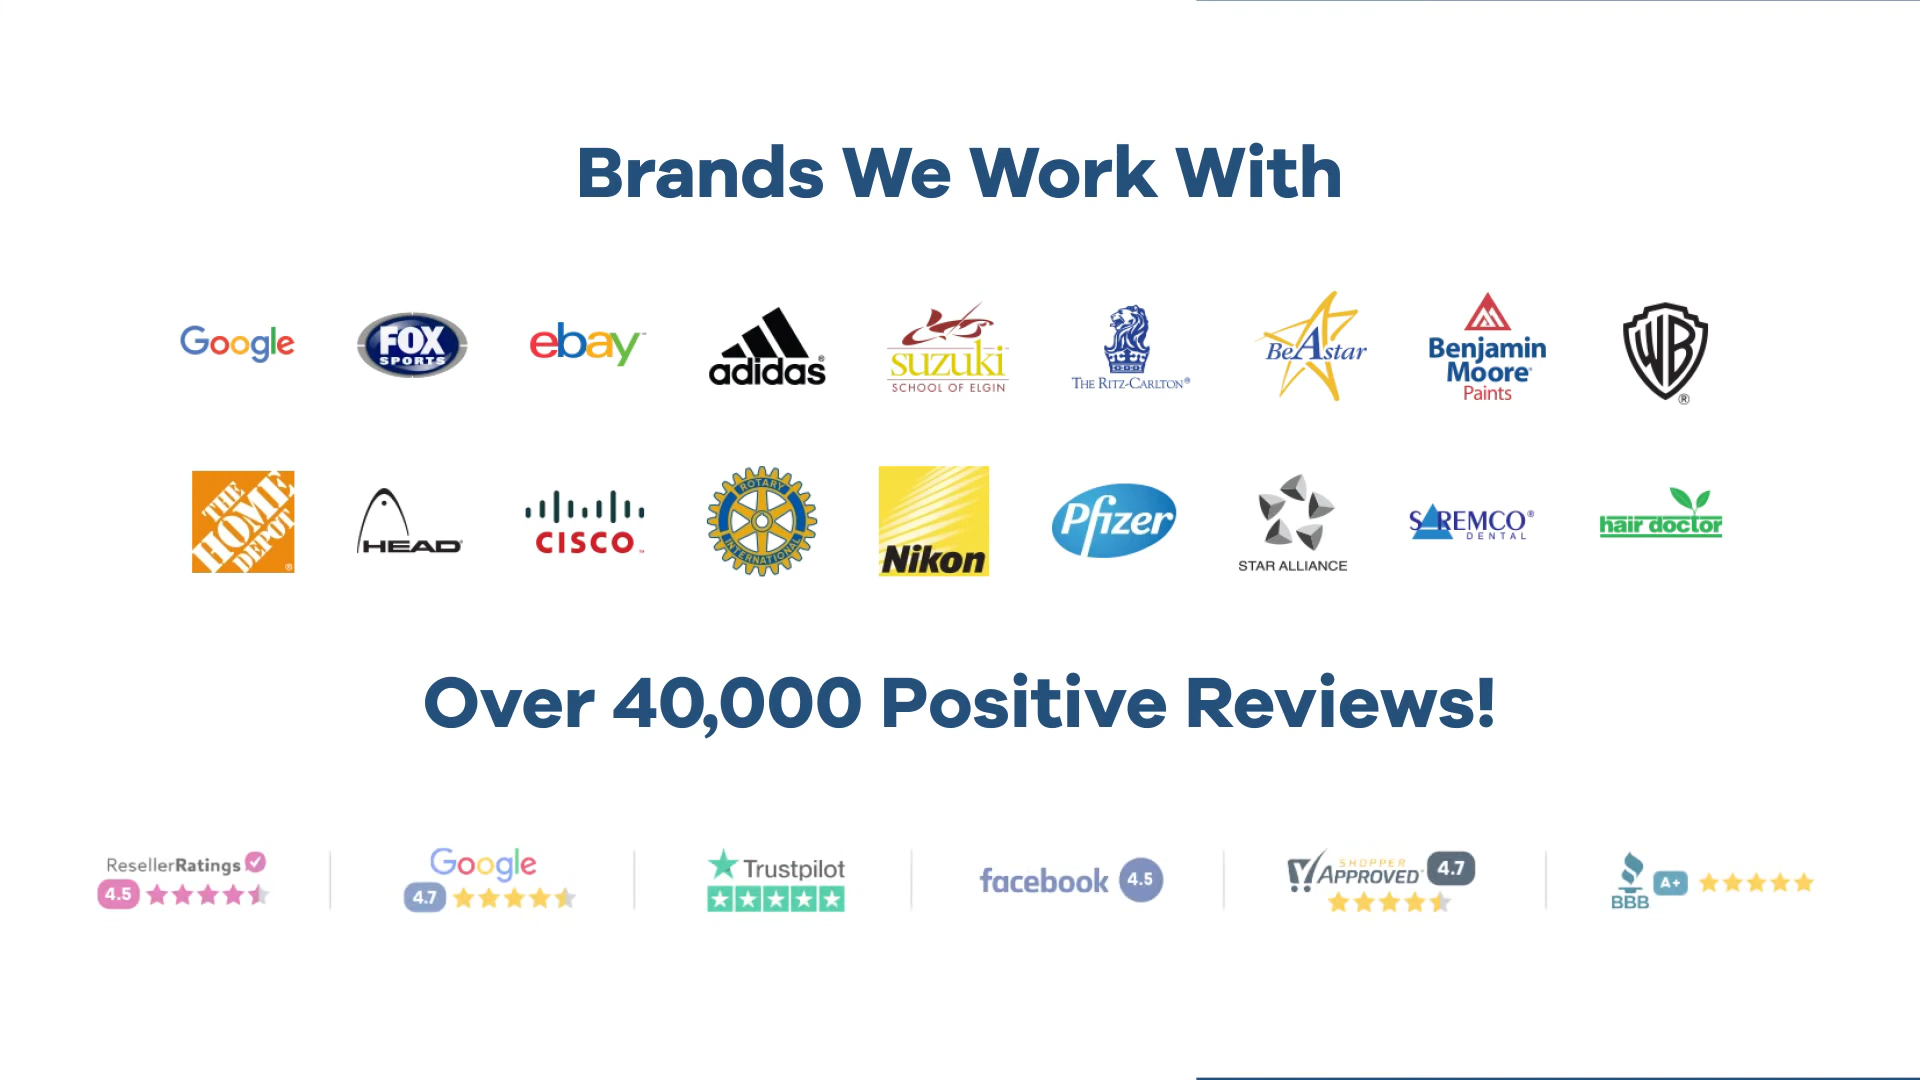 Brands We Work With
Google
FOX
SPORTS
ebay™
adidas®
suzuki
SCHOOL OF ELGIN
THE RITZ-CARLTON®
BeAstar
Benjamin
Moore®
Paints
WB®
THE
HOME
DEPOT®
HEAD
CISCO™
ROTARY
INTERNATIONAL
Nikon
Pfizer
STAR ALLIANCE
SAREMCO®
DENTAL
hair doctor
Over 40,000 Positive Reviews!
ResellerRatings
4.5
Google
4.7
Trustpilot
facebook 4.5
SHOPPER
APPROVED 4.7
BBB A+